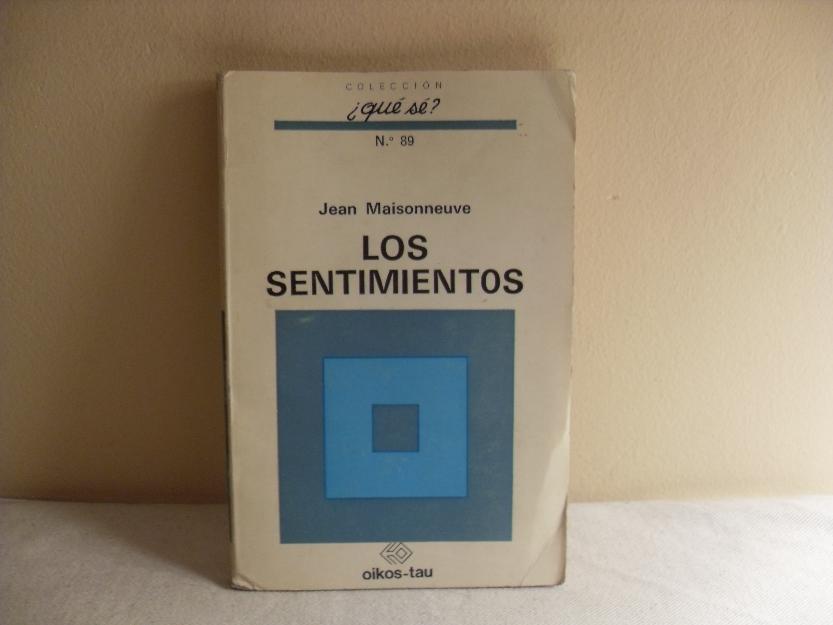 COLECCIÓN
¿qué sé?
N.º 89
Jean Maisonneuve
LOS
SENTIMIENTOS
oikos-tau